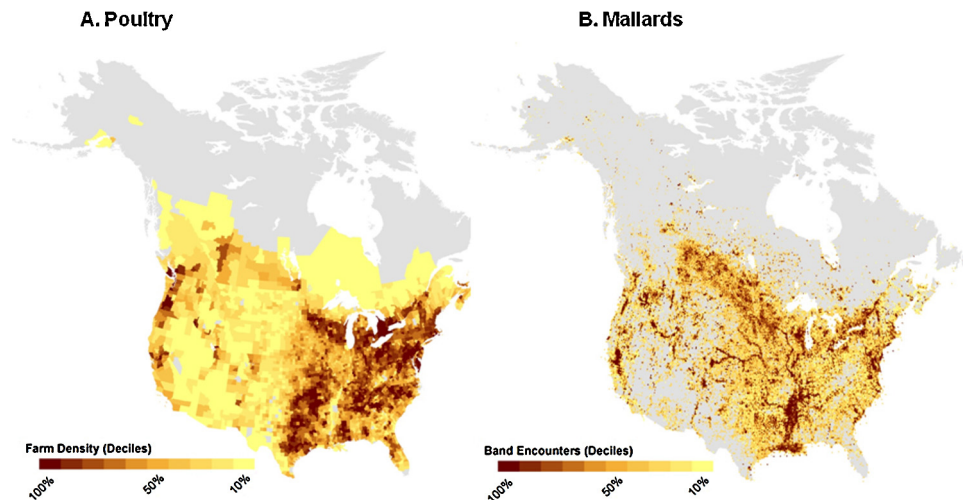 A. Poultry
B. Mallards
Farm Density (Deciles)
100%
50%
10%
Band Encounters (Deciles)
100%
50%
10%